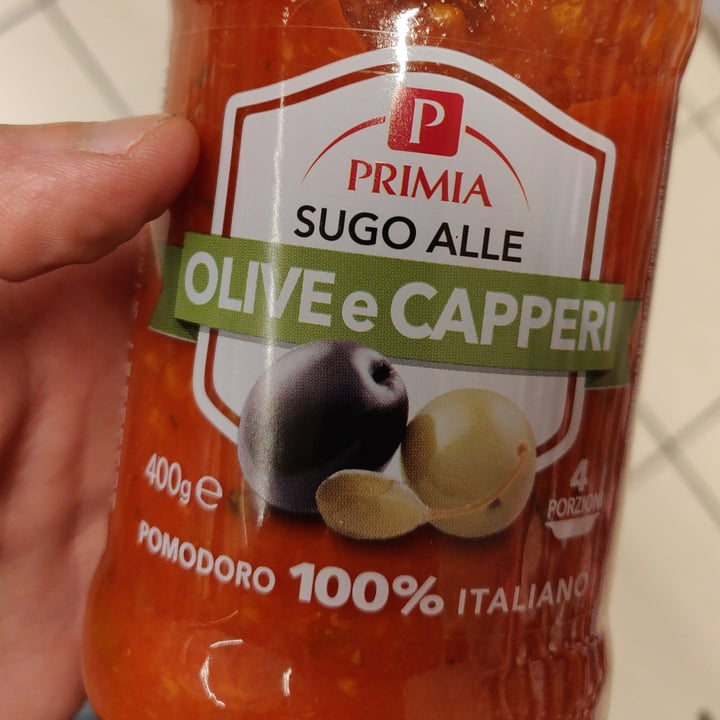 P
PRIMIA
SUGO ALLE
OLIVE e CAPPERI
400g e
4
PORZIONI
POMODORO 100% ITALIANO